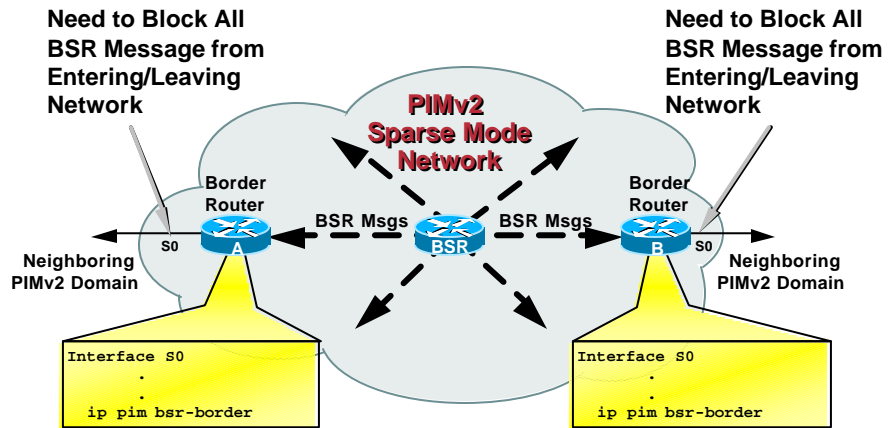 Need to Block All
BSR Message from
Entering/Leaving
Network
Need to Block All
BSR Message from
Entering/Leaving
Network
PIMv2
Sparse Mode
Network
Border
Router
A
S0
BSR Msgs
BSR
BSR Msgs
Border
Router
B
S0
Neighboring
PIMv2 Domain
Neighboring
PIMv2 Domain
Interface S0
.
.
ip pim bsr-border
Interface S0
.
.
ip pim bsr-border